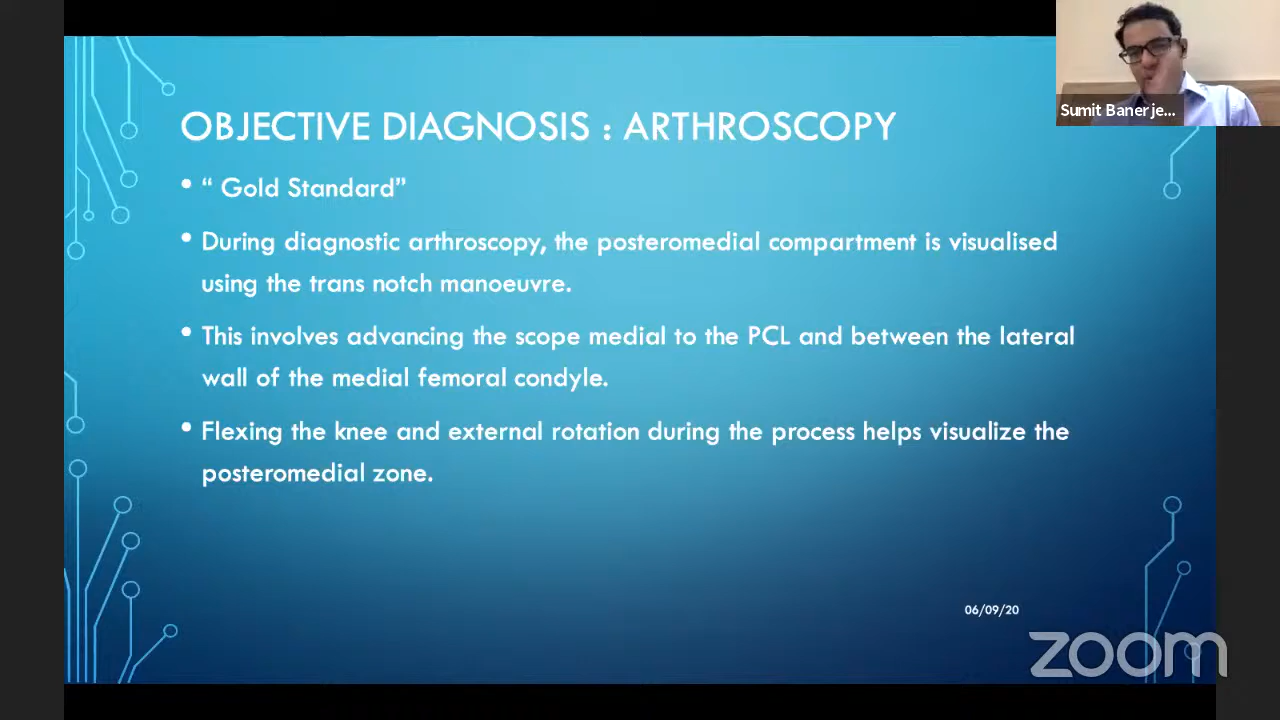 Sumit Banerje...
OBJECTIVE DIAGNOSIS : ARTHROSCOPY
• “ Gold Standard”
• During diagnostic arthroscopy, the posteromedial compartment is visualised
using the trans notch manoeuvre.
• This involves advancing the scope medial to the PCL and between the lateral
wall of the medial femoral condyle.
• Flexing the knee and external rotation during the process helps visualize the
posteromedial zone.
06/09/20
zoom